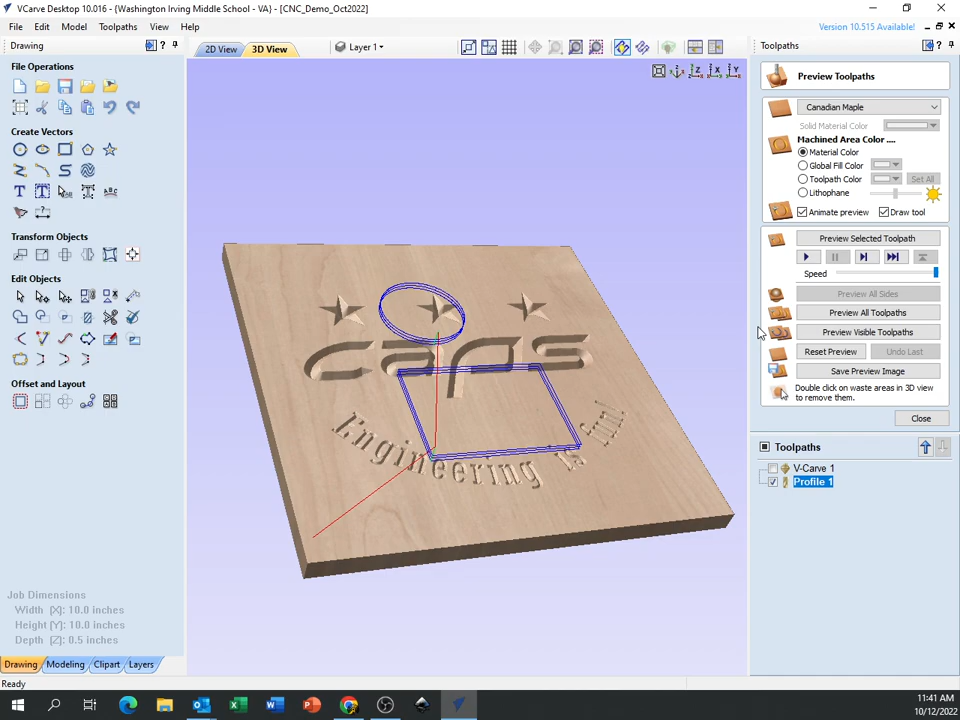 VCarve Desktop 10.016 - {Washington Irving Middle School - VA} - [CNC_Demo_Oct2022]
File Edit Model Toolpaths View Help
Version 10.515 Available!
Drawing
2D View 3D View Layer 1
Toolpaths
File Operations
Create Vectors
Transform Objects
Edit Objects
Offset and Layout
Job Dimensions
Width (X): 10.0 inches
Height (Y): 10.0 inches
Depth (Z): 0.5 inches
Drawing Modeling Clipart Layers
Ready
caps
Engineering is fun!
Preview Toolpaths
Canadian Maple
Solid Material Color
Machined Area Color ....
Material Color
Global Fill Color
Toolpath Color Set All
Lithophane
Animate preview Draw tool
Preview Selected Toolpath
Speed
Preview All Sides
Preview All Toolpaths
Preview Visible Toolpaths
Reset Preview Undo Last
Save Preview Image
Double click on waste areas in 3D view
to remove them.
Close
Toolpaths
V-Carve 1
Profile 1
11:41 AM
10/12/2022